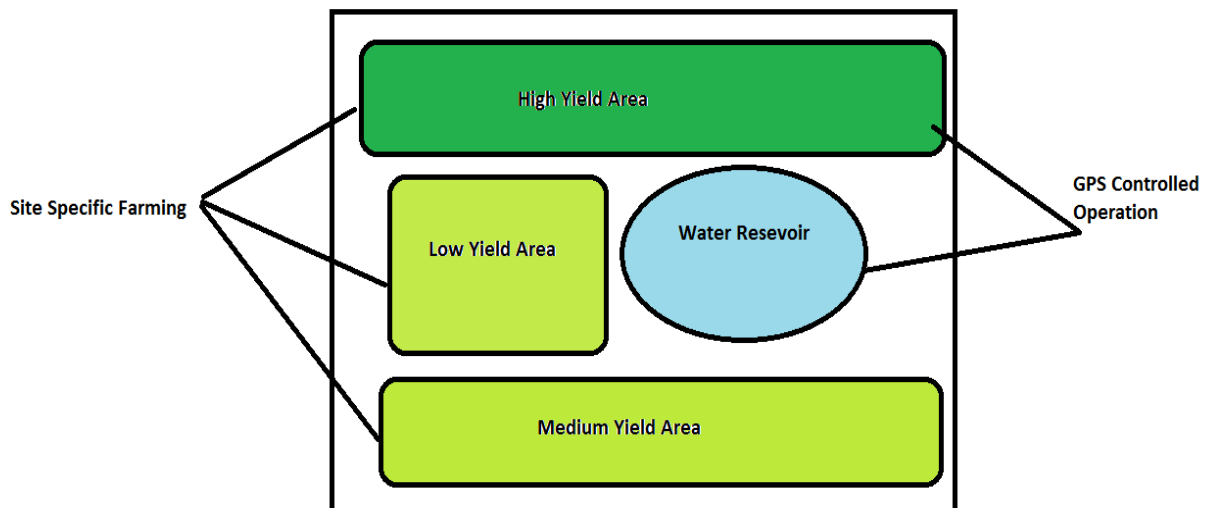 High Yield Area
Site Specific Farming
Low Yield Area
Water Resevoir
GPS Controlled
Operation
Medium Yield Area